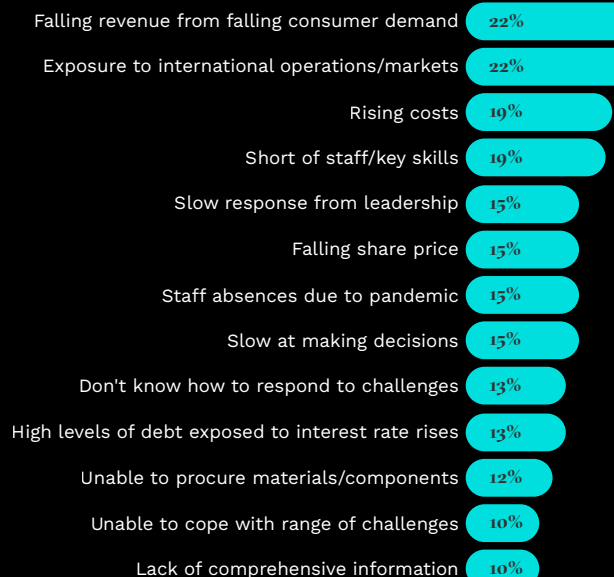 Falling revenue from falling consumer demand 22%
Exposure to international operations/markets 22%
Rising costs 19%
Short of staff/key skills 19%
Slow response from leadership 15%
Falling share price 15%
Staff absences due to pandemic 15%
Slow at making decisions 15%
Don't know how to respond to challenges 13%
High levels of debt exposed to interest rate rises 13%
Unable to procure materials/components 12%
Unable to cope with range of challenges 10%
Lack of comprehensive information 10%